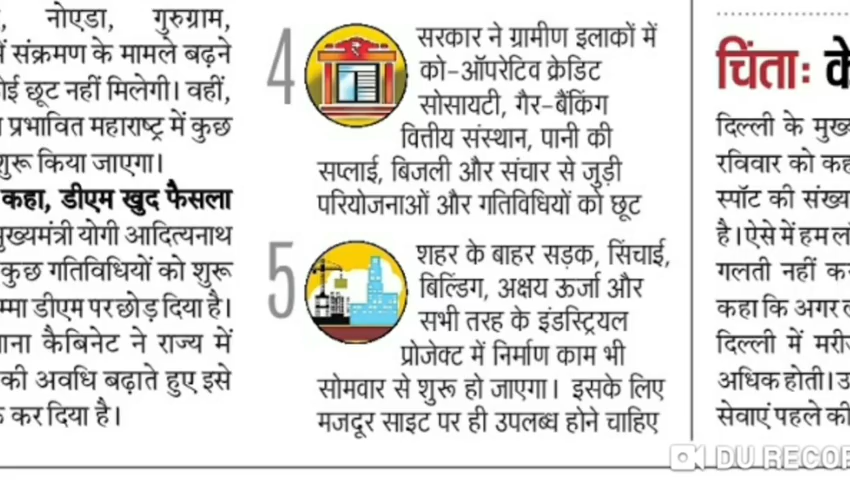 नोएडा, गुरुग्राम,
संक्रमण के मामले बढ़ने
छूट नहीं मिलेगी। वहीं,
प्रभावित महाराष्ट्र में कुछ
शुरू किया जाएगा।
कहा, डीएम खुद फैसला
मुख्यमंत्री योगी आदित्यनाथ
कुछ गतिविधियों को शुरू
डीएम पर छोड़ दिया है।
कैबिनेट ने राज्य में
की अवधि बढ़ाते हुए इसे
कर दिया है।
4
सरकार ने ग्रामीण इलाकों में
को-ऑपरेटिव क्रेडिट
सोसायटी, गैर-बैंकिंग
वित्तीय संस्थान, पानी की
सप्लाई, बिजली और संचार से जुड़ी
परियोजनाओं और गतिविधियों को छूट
5
शहर के बाहर सड़क, सिंचाई,
बिल्डिंग, अक्षय ऊर्जा और
सभी तरह के इंडस्ट्रियल
प्रोजेक्ट में निर्माण काम भी
सोमवार से शुरू हो जाएगा। इसके लिए
मजदूर साइट पर ही उपलब्ध होने चाहिए
चिंताः के
दिल्ली के मुख्य
रविवार को कह
स्पॉट की संख्य
है। ऐसे में हम
गलती नहीं कर
कहा कि अगर
दिल्ली में मरी
अधिक होती।
सेवाएं पहले की
DU RECOR